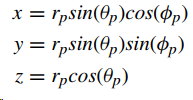 x = r_p sin(θ_p)cos(ϕ_p)
y = r_p sin(θ_p)sin(ϕ_p)
z = r_p cos(θ_p)